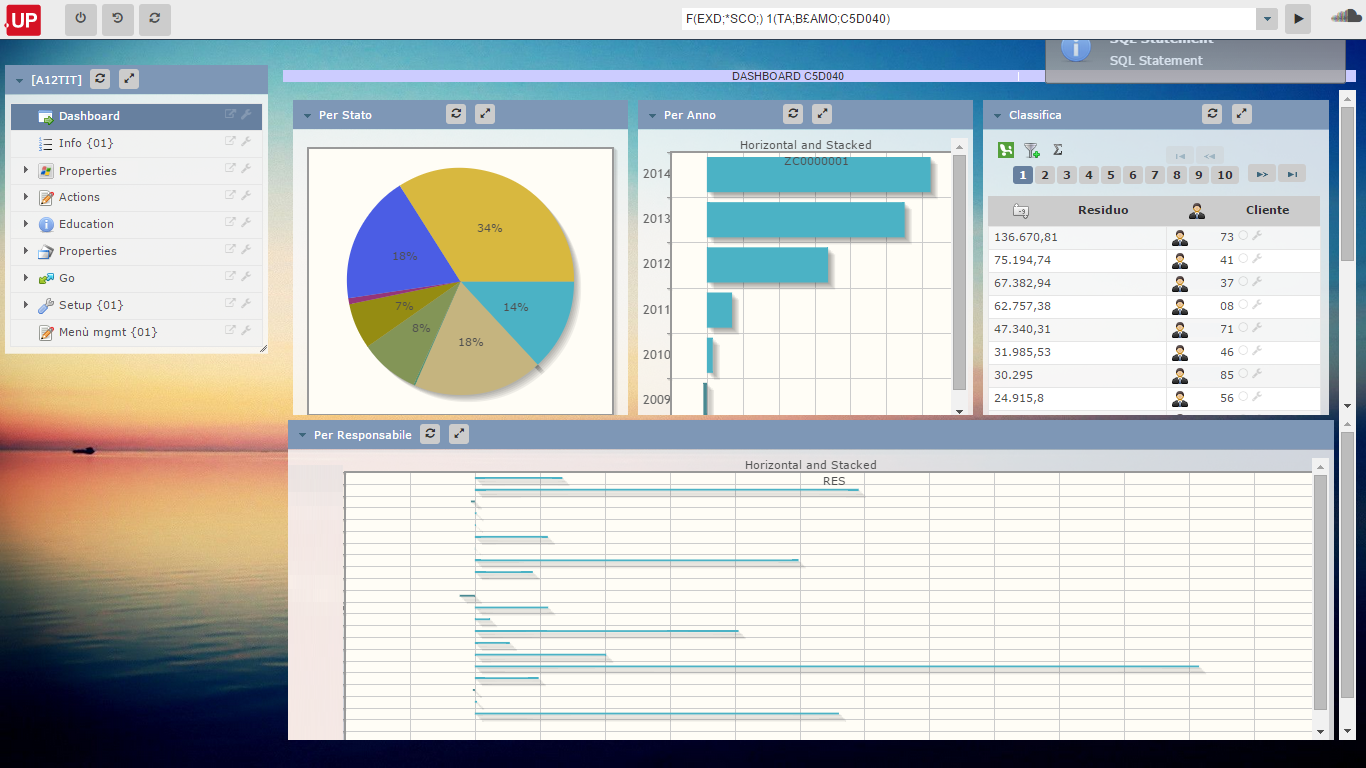 UP
F(EXD;*SCO;) 1(TA;B£AMO;C5D040)
SQL Statement
SQL Statement
[A12TIT]
DASHBOARD C5D040
Dashboard
Info {01}
Properties
Actions
Education
Properties
Go
Setup {01}
Menù mgmt {01}
Per Stato
34%
18%
14%
7%
8%
18%
Per Anno
Horizontal and Stacked
ZC0000001
2014
2013
2012
2011
2010
2009
Classifica
1 2 3 4 5 6 7 8 9 10
Residuo Cliente
136.670,81 73
75.194,74 41
67.382,94 37
62.757,38 08
47.340,31 71
31.985,53 46
30.295 85
24.915,8 56
Per Responsabile
Horizontal and Stacked
RES